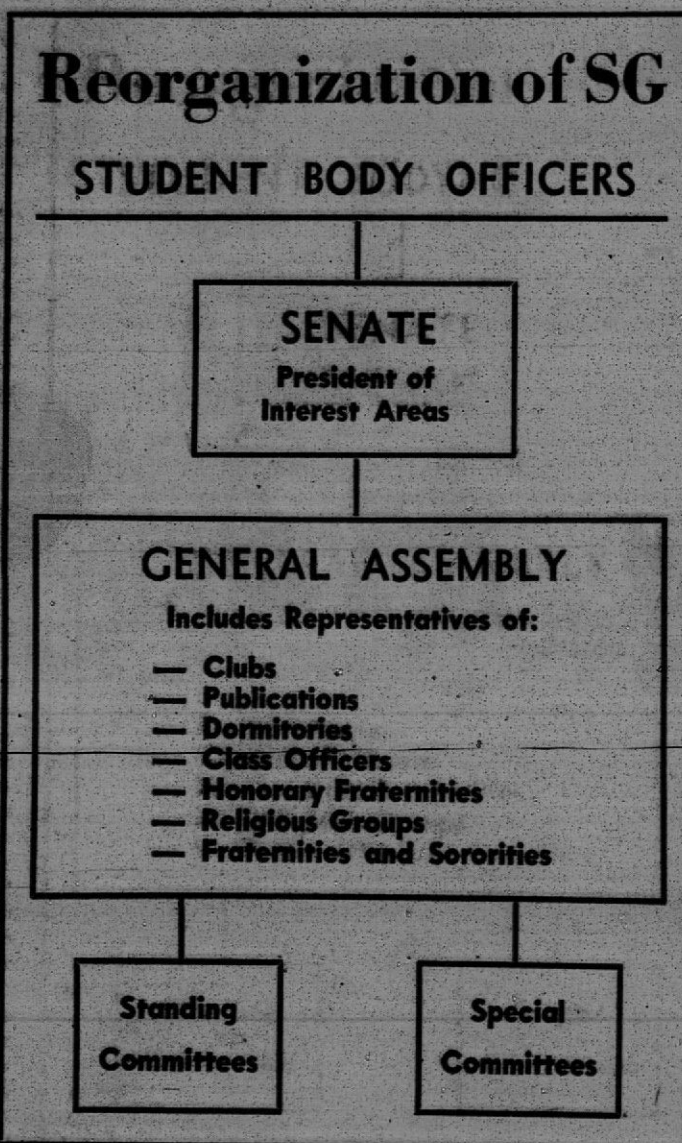 Reorganization of SG
STUDENT BODY OFFICERS
SENATE
President of
Interest Areas
GENERAL ASSEMBLY
Includes Representatives of:
— Clubs
— Publications
— Dormitories
— Class Officers
— Honorary Fraternities
— Religious Groups
— Fraternities and Sororities
Standing
Committees
Special
Committees